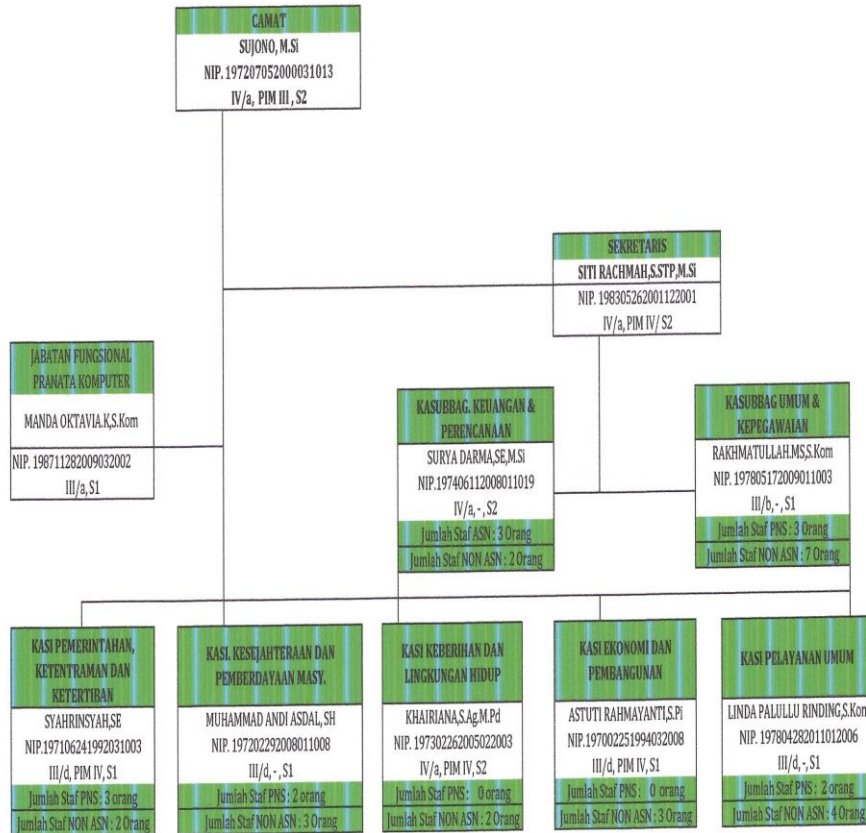 CAMAT
SUJONO, M.Si
NIP. 197207052000031013
IV/a, PIM III , S2
SEKRETARIS
SITI RACHMAH,S.STP,M.Si
NIP. 198305262001122001
IV/a, PIM IV/ S2
JABATAN FUNGSIONAL
PRANATA KOMPUTER
MANDA OKTAVIA.K,S.Kom
NIP. 198711282009032002
III/a, S1
KASUBBAG. KEUANGAN &
PERENCANAAN
SURYA DARMA,SE,M.Si
NIP.197406112008011019
IV/a, - , S2
Jumlah Staf ASN : 3 Orang
Jumlah Staf NON ASN : 2 Orang
KASUBBAG UMUM &
KEPEGAWAIAN
RAKHMATULLAH.MS,S.Kom
NIP. 197805172009011003
III/b, - , S1
Jumlah Staf PNS : 3 Orang
Jumlah Staf NON ASN : 7 Orang
KASI PEMERINTAHAN,
KETENTRAMAN DAN
KETERTIBAN
SYAHRINSYAH,SE
NIP.197106241992031003
III/d, PIM IV, S1
Jumlah Staf PNS : 3 orang
Jumlah Staf NON ASN : 2 Orang
KASI. KESEJAHTERAAN DAN
PEMBERDAYAAN MASY.
MUHAMMAD ANDI ASDAL, SH
NIP. 197202292008011008
III/d, - , S1
Jumlah Staf PNS : 2 orang
Jumlah Staf NON ASN : 3 Orang
KASI KEBERIHAN DAN
LINGKUNGAN HIDUP
KHAIRIANA,S.Ag.M.Pd
NIP.197302262005022003
IV/a, PIM IV, S2
Jumlah Staf PNS : 0 orang
Jumlah Staf NON ASN : 2 Orang
KASI EKONOMI DAN
PEMBANGUNAN
ASTUTI RAHMAYANTI,S.Pi
NIP.197002251994032008
III/d, PIM IV, S1
Jumlah Staf PNS : 0 orang
Jumlah Staf NON ASN : 3 Orang
KASI PELAYANAN UMUM
LINDA PALULLU RINDING,S.Kom
NIP. 197804282011012006
III/d, -, S1
Jumlah Staf PNS : 2 orang
Jumlah Staf NON ASN : 4 Orang